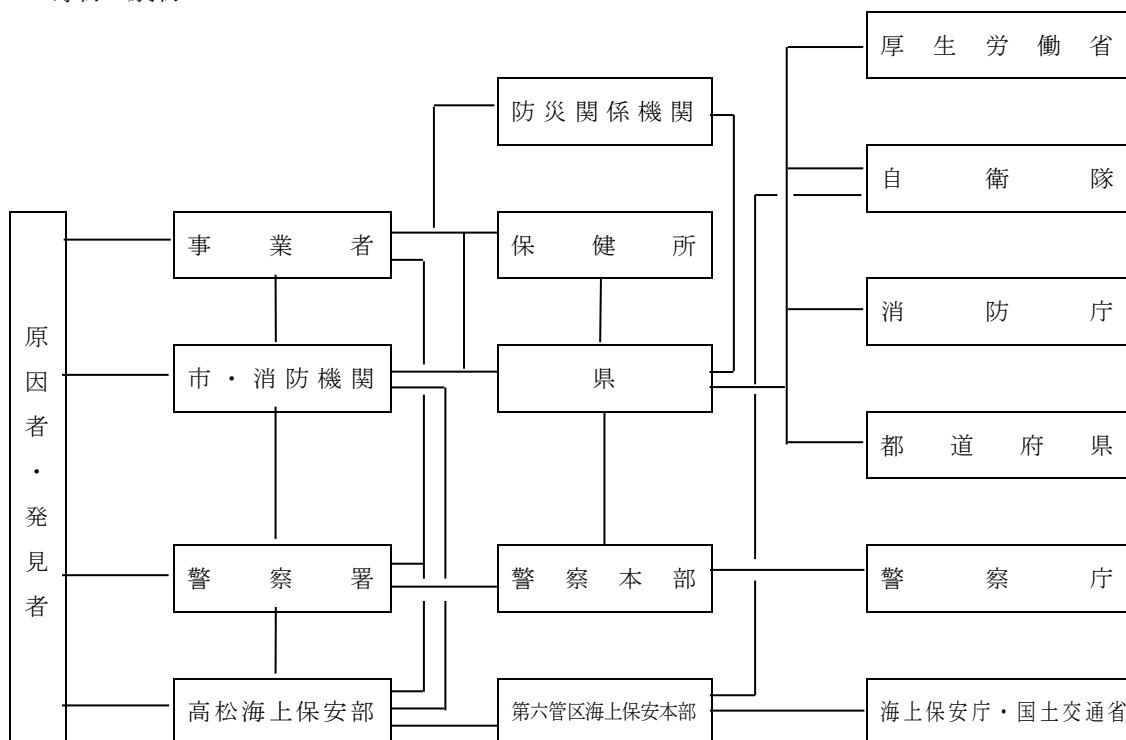 厚生労働省
防災関係機関
自衛隊
事業者
保健所
消防庁
原因者・発見者
市・消防機関
県
都道府県
警察署
警察本部
警察庁
高松海上保安部
第六管区海上保安本部
海上保安庁・国土交通省